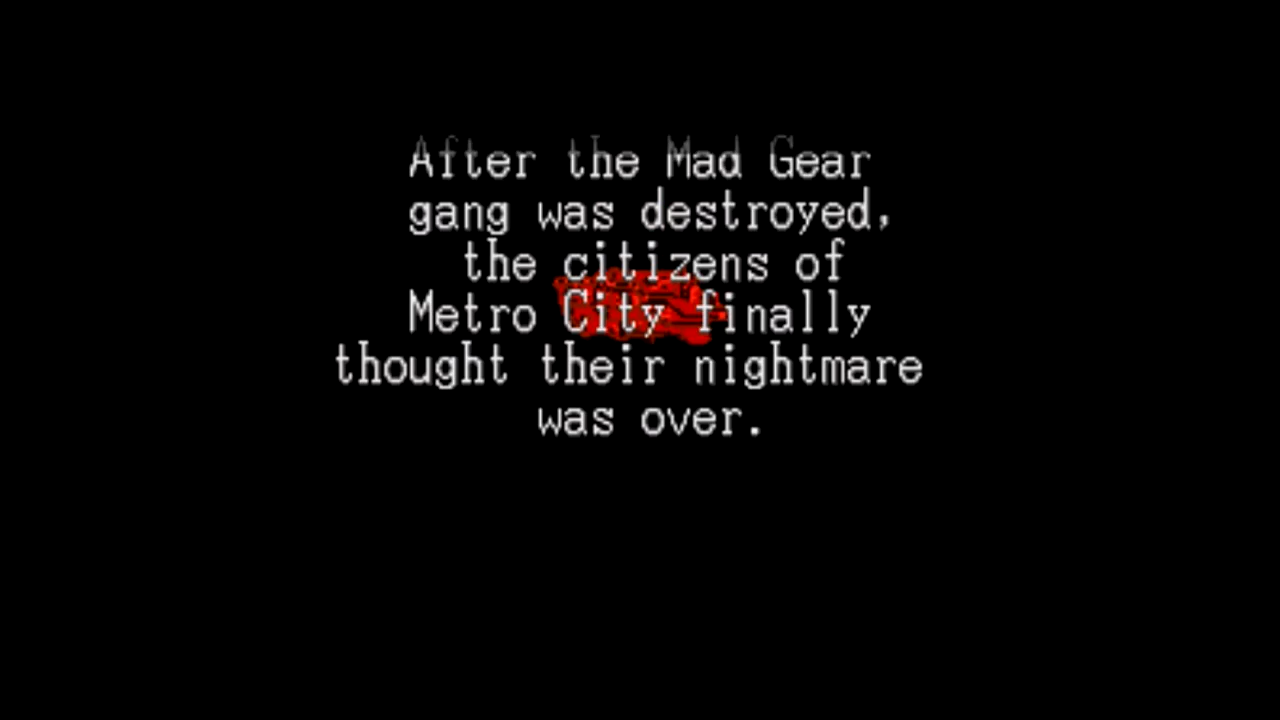 After the Mad Gear
gang was destroyed,
the citizens of
Metro City finally
thought their nightmare
was over.